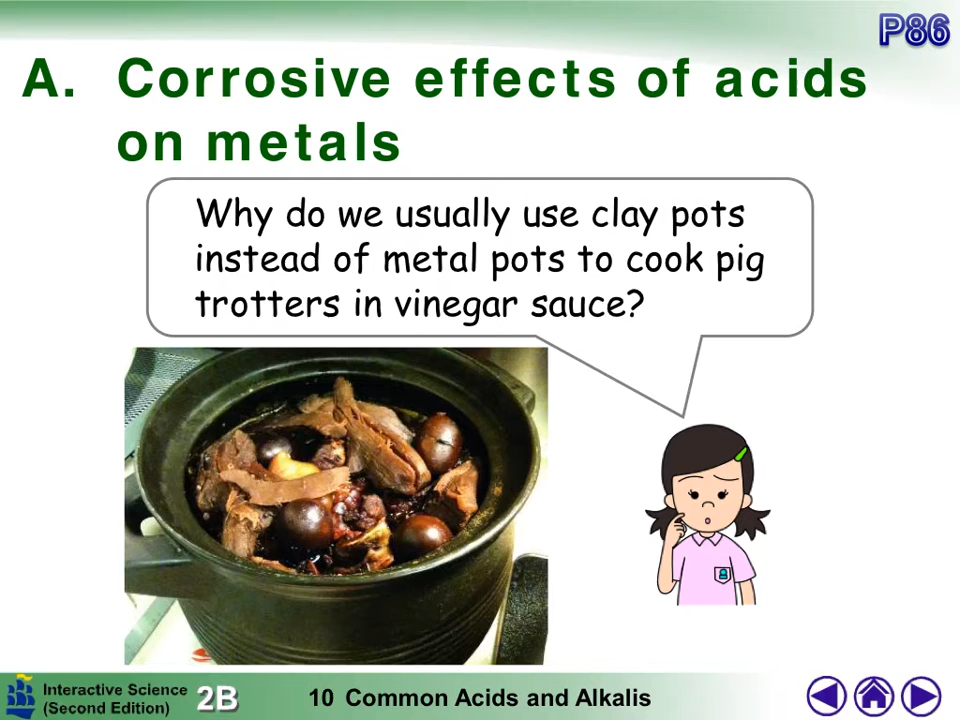 P86
A. Corrosive effects of acids
on metals
Why do we usually use clay pots
instead of metal pots to cook pig
trotters in vinegar sauce?
Interactive Science
(Second Edition)
2B
10 Common Acids and Alkalis